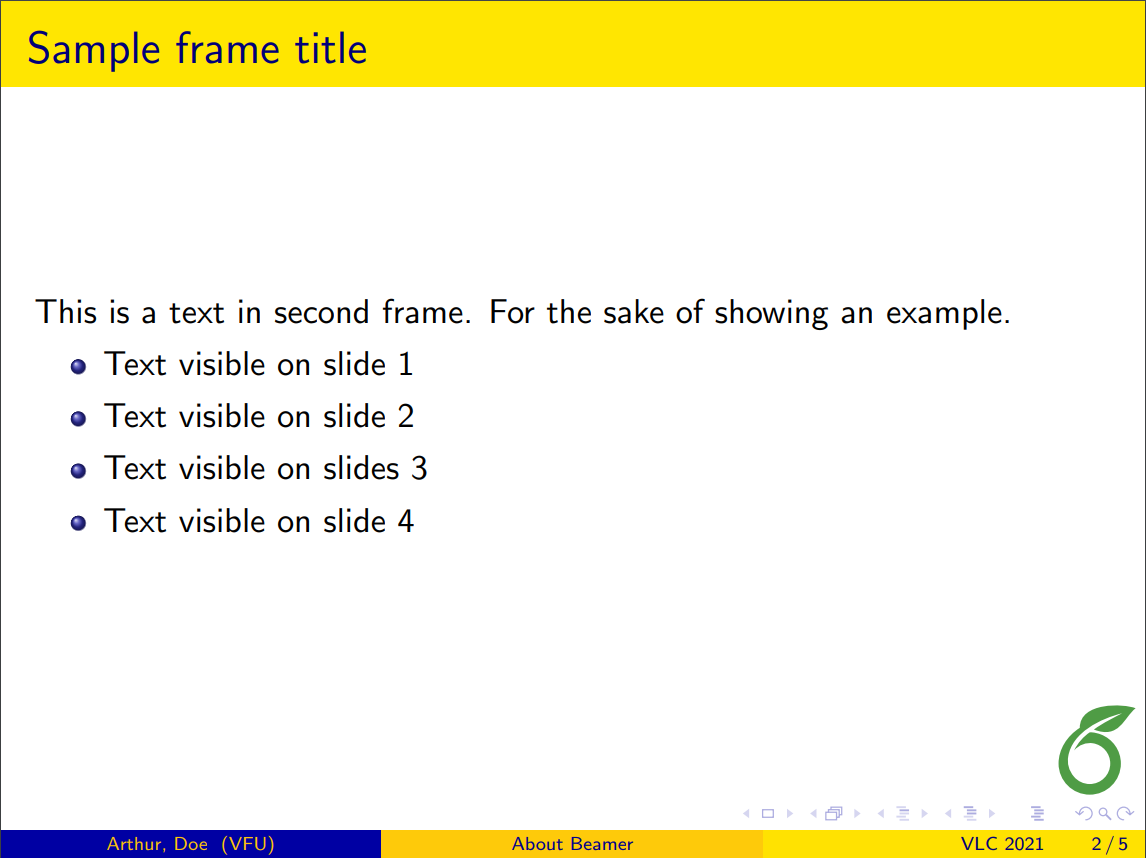 Sample frame title
This is a text in second frame. For the sake of showing an example.
Text visible on slide 1
Text visible on slide 2
Text visible on slides 3
Text visible on slide 4
Arthur, Doe (VFU) About Beamer VLC 2021 2 / 5